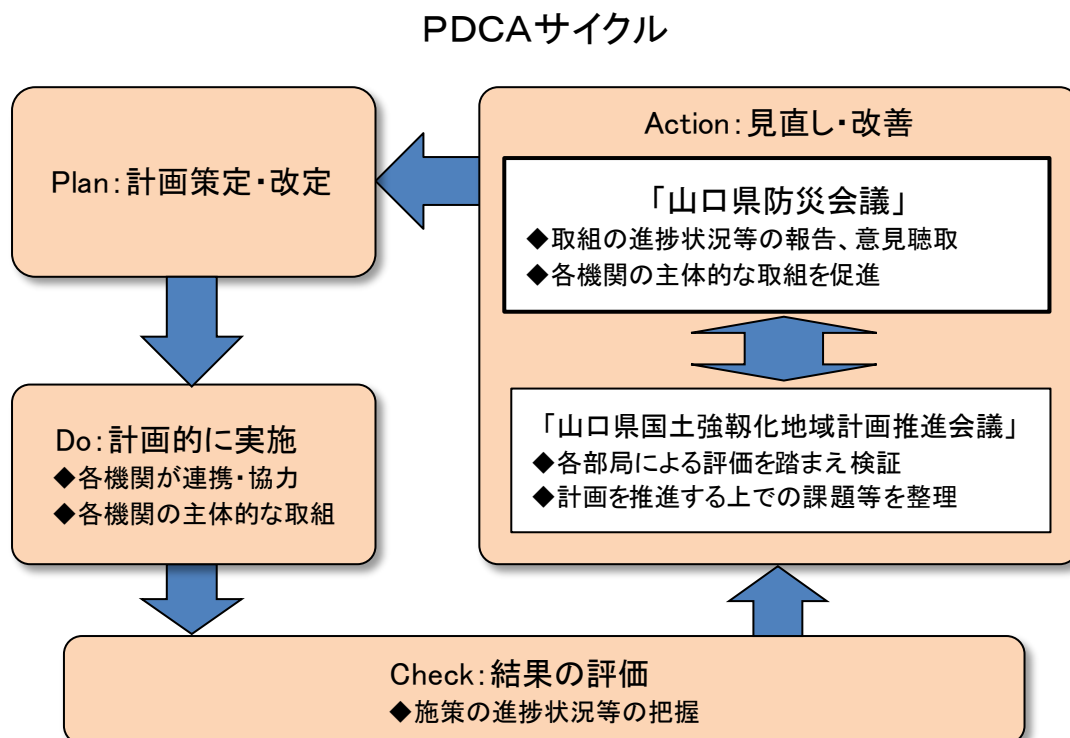 PDCAサイクル
Plan:計画策定・改定
Do:計画的に実施
◆各機関が連携・協力
◆各機関の主体的な取組
Check:結果の評価
◆施策の進捗状況等の把握
Action:見直し・改善
「山口県防災会議」
◆取組の進捗状況等の報告、意見聴取
◆各機関の主体的な取組を促進
「山口県国土強靱化地域計画推進会議」
◆各部局による評価を踏まえ検証
◆計画を推進する上での課題等を整理